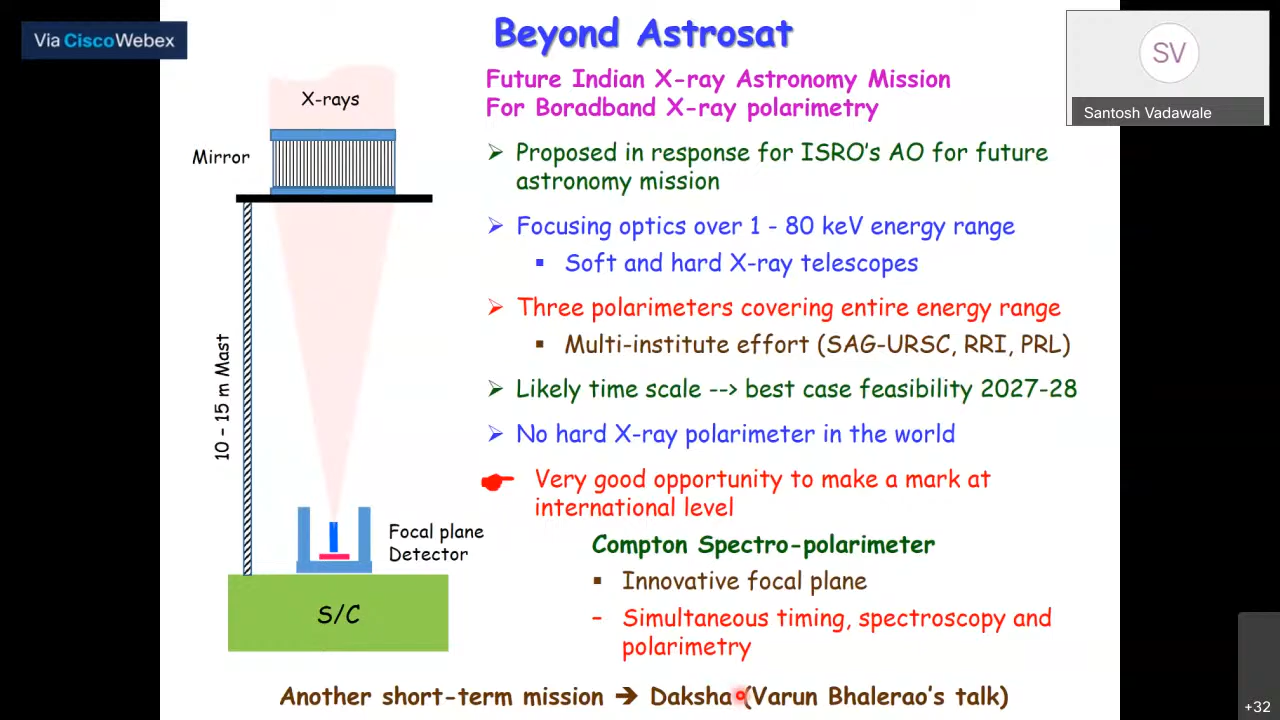 Via Cisco Webex
Beyond Astrosat
SV
Santosh Vadawale
Future Indian X-ray Astronomy Mission
For Boradband X-ray polarimetry
X-rays
Mirror
10 - 15 m Mast
Focal plane
Detector
S/C
➢ Proposed in response for ISRO's AO for future
astronomy mission
➢ Focusing optics over 1 - 80 keV energy range
▪ Soft and hard X-ray telescopes
➢ Three polarimeters covering entire energy range
▪ Multi-institute effort (SAG-URSC, RRI, PRL)
➢ Likely time scale --> best case feasibility 2027-28
➢ No hard X-ray polarimeter in the world
☛ Very good opportunity to make a mark at
international level
Compton Spectro-polarimeter
▪ Innovative focal plane
- Simultaneous timing, spectroscopy and
polarimetry
Another short-term mission ➔ Daksha (Varun Bhalerao's talk)
+32